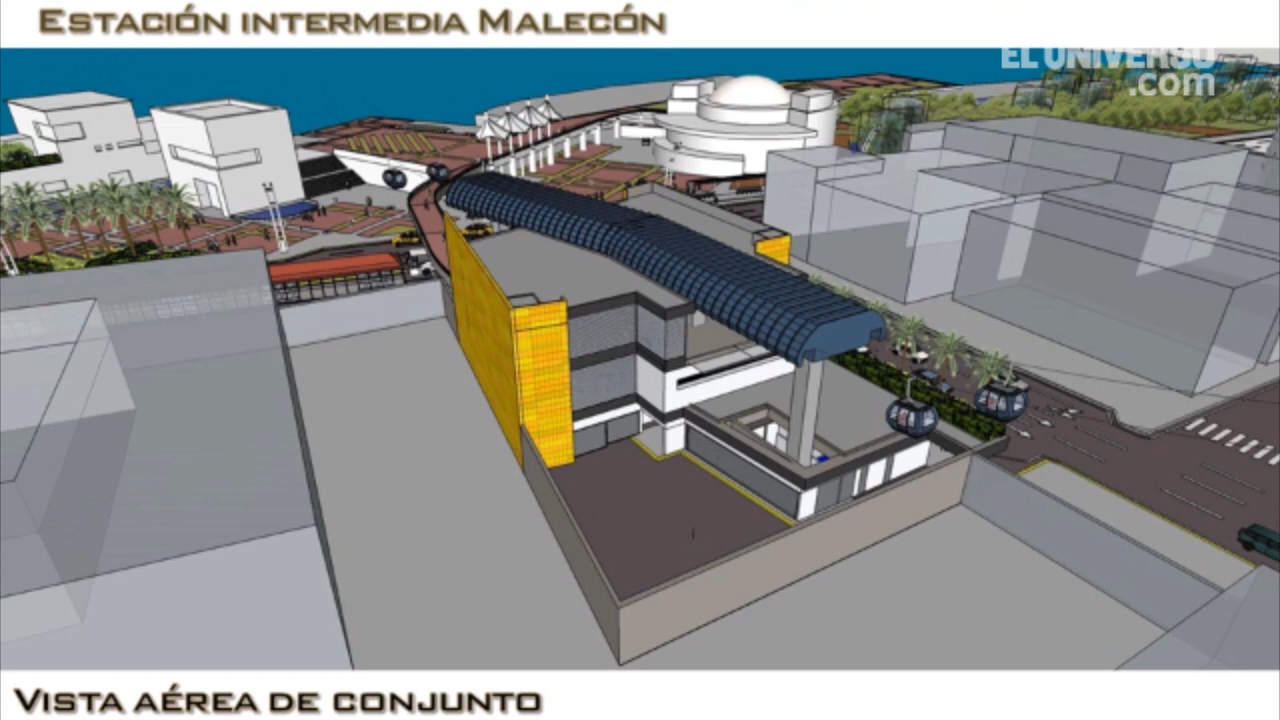 ESTACIÓN INTERMEDIA MALECÓN
EL UNIVERSO
.com
VISTA AÉREA DE CONJUNTO